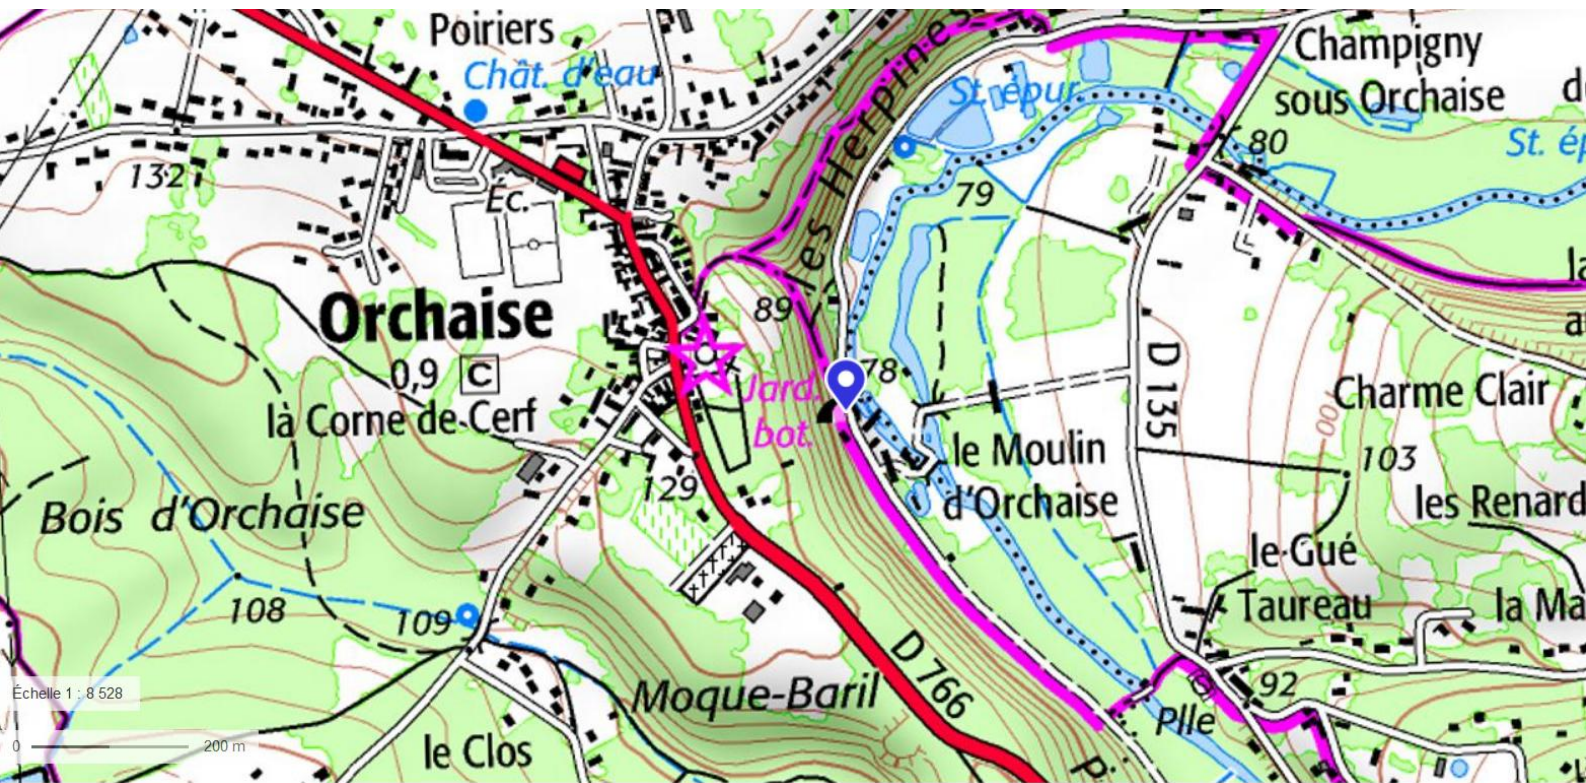 Poiriers
Chât. d'eau
Champigny
sous Orchaise
St. épur.
les Herpines
80
St. ép
132
Éc.
79
Orchaise
0,9 C
89
78
la Corne-de-Cerf
Jard.
bot.
D 135
Charme Clair
100
103
le Moulin
d'Orchaise
129
les Renard
Bois d'Orchaise
le Gué
Taureau
la Ma
108
109
D 766
Moque-Baril
92
Plle
le Clos
Échelle 1 : 8 528
0 200 m